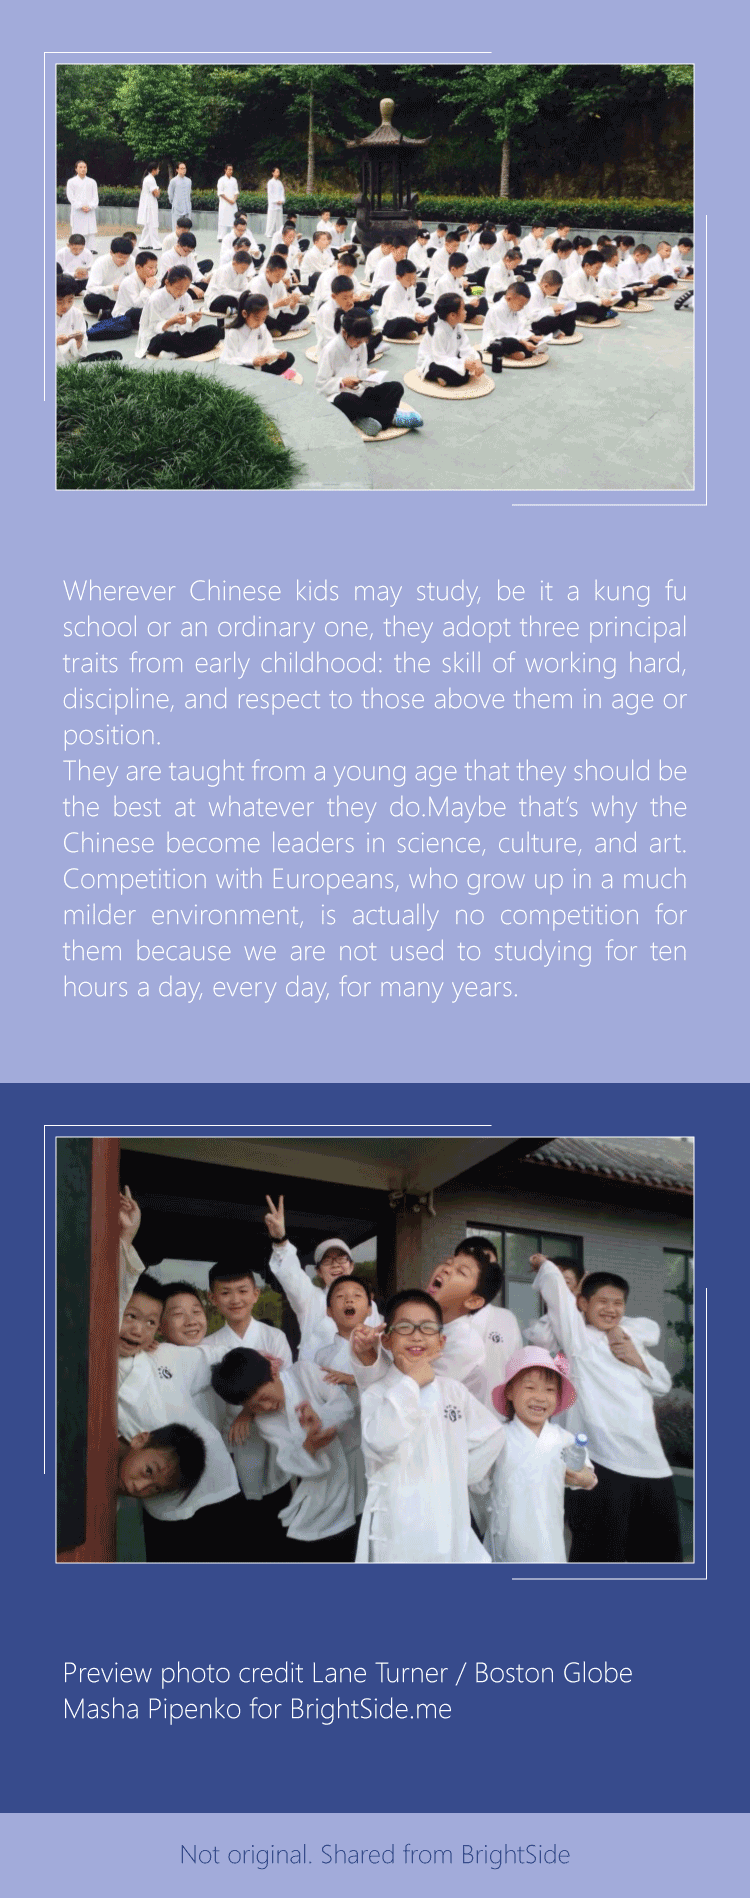 Wherever Chinese kids may study, be it a kung fu
school or an ordinary one, they adopt three principal
traits from early childhood: the skill of working hard,
discipline, and respect to those above them in age or
position.
They are taught from a young age that they should be
the best at whatever they do.Maybe that’s why the
Chinese become leaders in science, culture, and art.
Competition with Europeans, who grow up in a much
milder environment, is actually no competition for
them because we are not used to studying for ten
hours a day, every day, for many years.
Preview photo credit Lane Turner / Boston Globe
Masha Pipenko for BrightSide.me
Not original. Shared from BrightSide